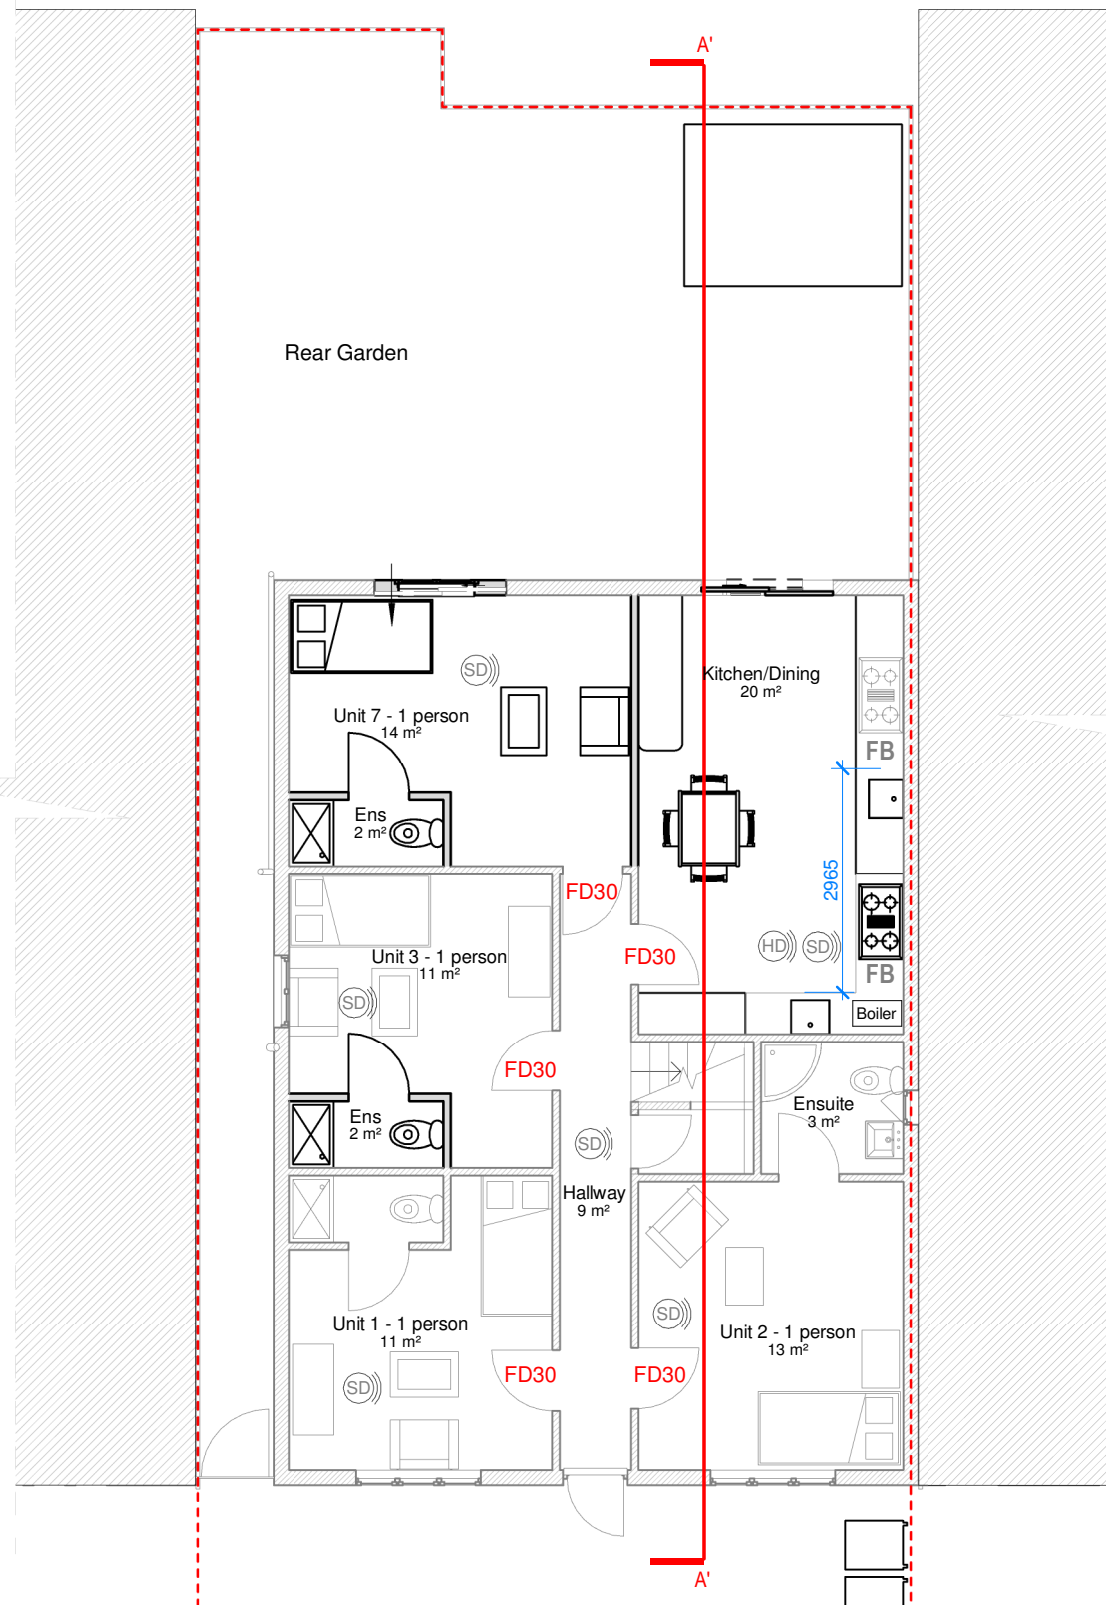 A'
Rear Garden
Kitchen/Dining
20 m²
SD
Unit 7 - 1 person
14 m²
FB
Ens
2 m²
2965
FD30
HD
SD
FD30
Unit 3 - 1 person
11 m²
FB
SD
Boiler
FD30
Ensuite
3 m²
Ens
2 m²
SD
Hallway
9 m²
SD
Unit 1 - 1 person
11 m²
Unit 2 - 1 person
13 m²
FD30
FD30
SD
A'